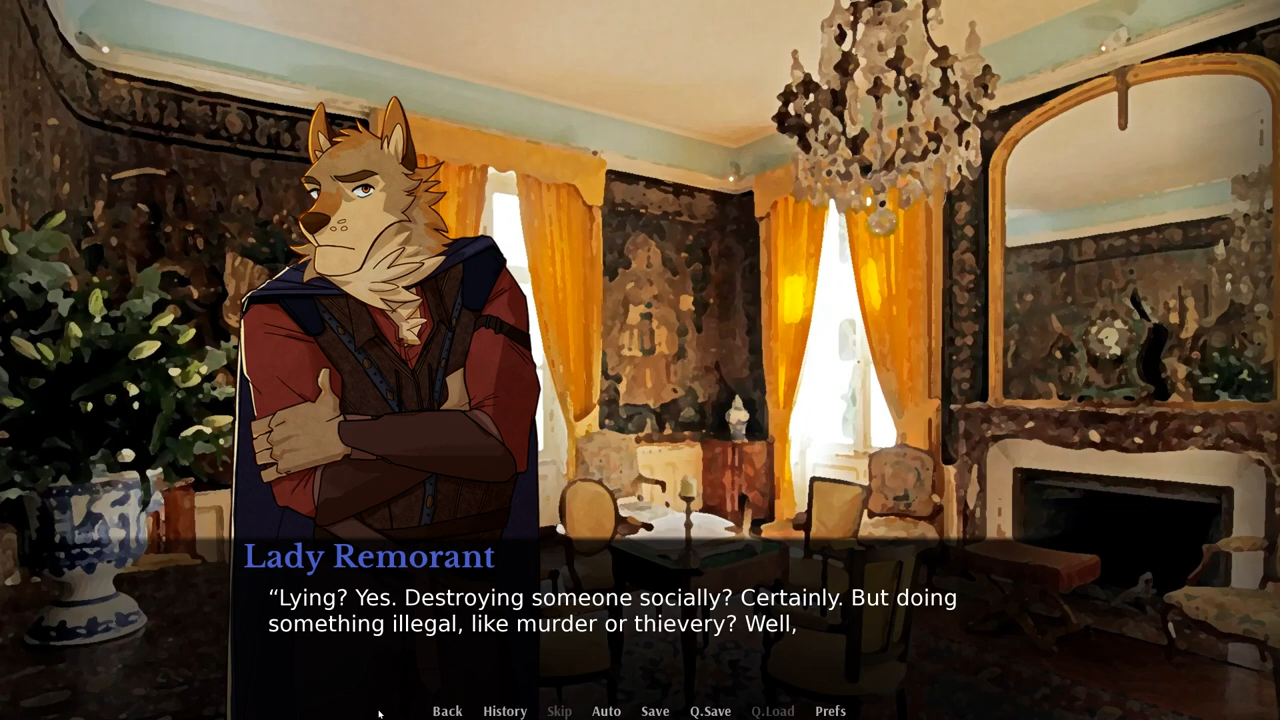 Lady Remorant
“Lying? Yes. Destroying someone socially? Certainly. But doing
something illegal, like murder or thievery? Well,
Back History Skip Auto Save Q.Save Q.Load Prefs